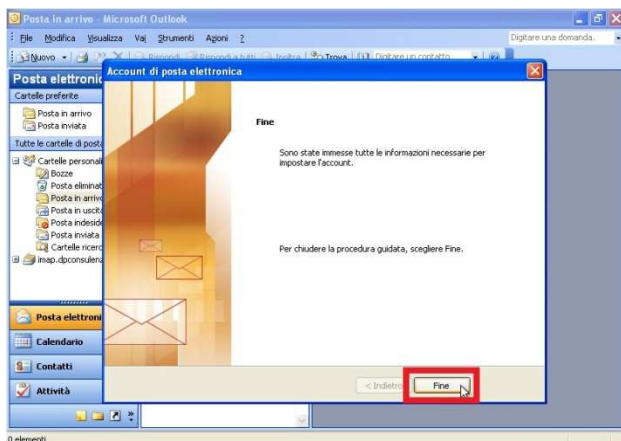 Posta in arrivo - Microsoft Outlook
File Modifica Visualizza Vai Strumenti Azioni ?
Digitare una domanda.
Nuovo Rispondi Rispondi a tutti Inoltra Trova Digitare un contatto
Posta elettronic
Account di posta elettronica
Cartelle preferite
Posta in arrivo
Posta inviata
Tutte le cartelle di posta
Cartelle personali
Bozze
Posta eliminat
Posta in arrivo
Posta in uscita
Posta indeside
Posta inviata
Cartelle ricerc
imap.dpconsulenz
Fine
Sono state immesse tutte le informazioni necessarie per
impostare l'account.
Per chiudere la procedura guidata, scegliere Fine.
Posta elettroni
Calendario
Contatti
Attività
< Indietro
Fine
0 elementi